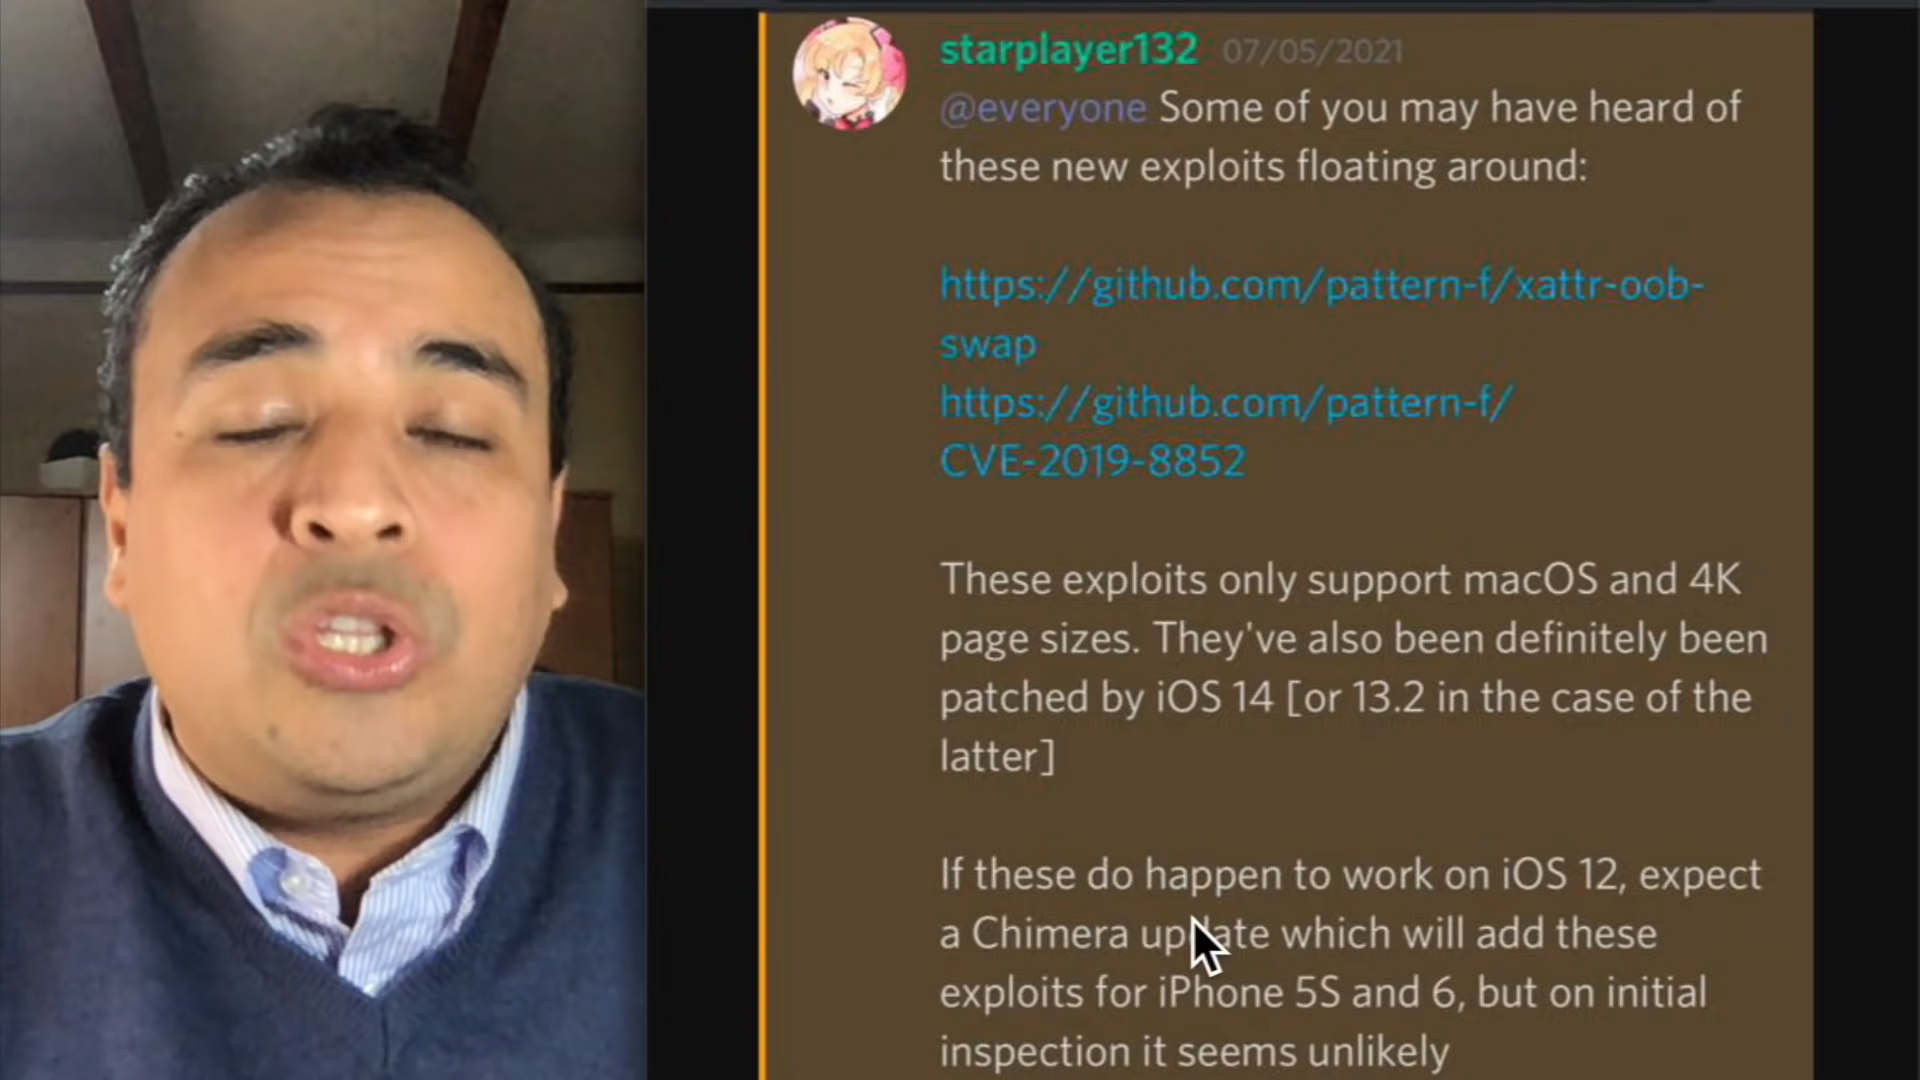 starplayer132 07/05/2021
@everyone Some of you may have heard of
these new exploits floating around:
https://github.com/pattern-f/xattr-oob-
swap
https://github.com/pattern-f/
CVE-2019-8852
These exploits only support macOS and 4K
page sizes. They've also been definitely been
patched by iOS 14 [or 13.2 in the case of the
latter]
If these do happen to work on iOS 12, expect
a Chimera update which will add these
exploits for iPhone 5S and 6, but on initial
inspection it seems unlikely